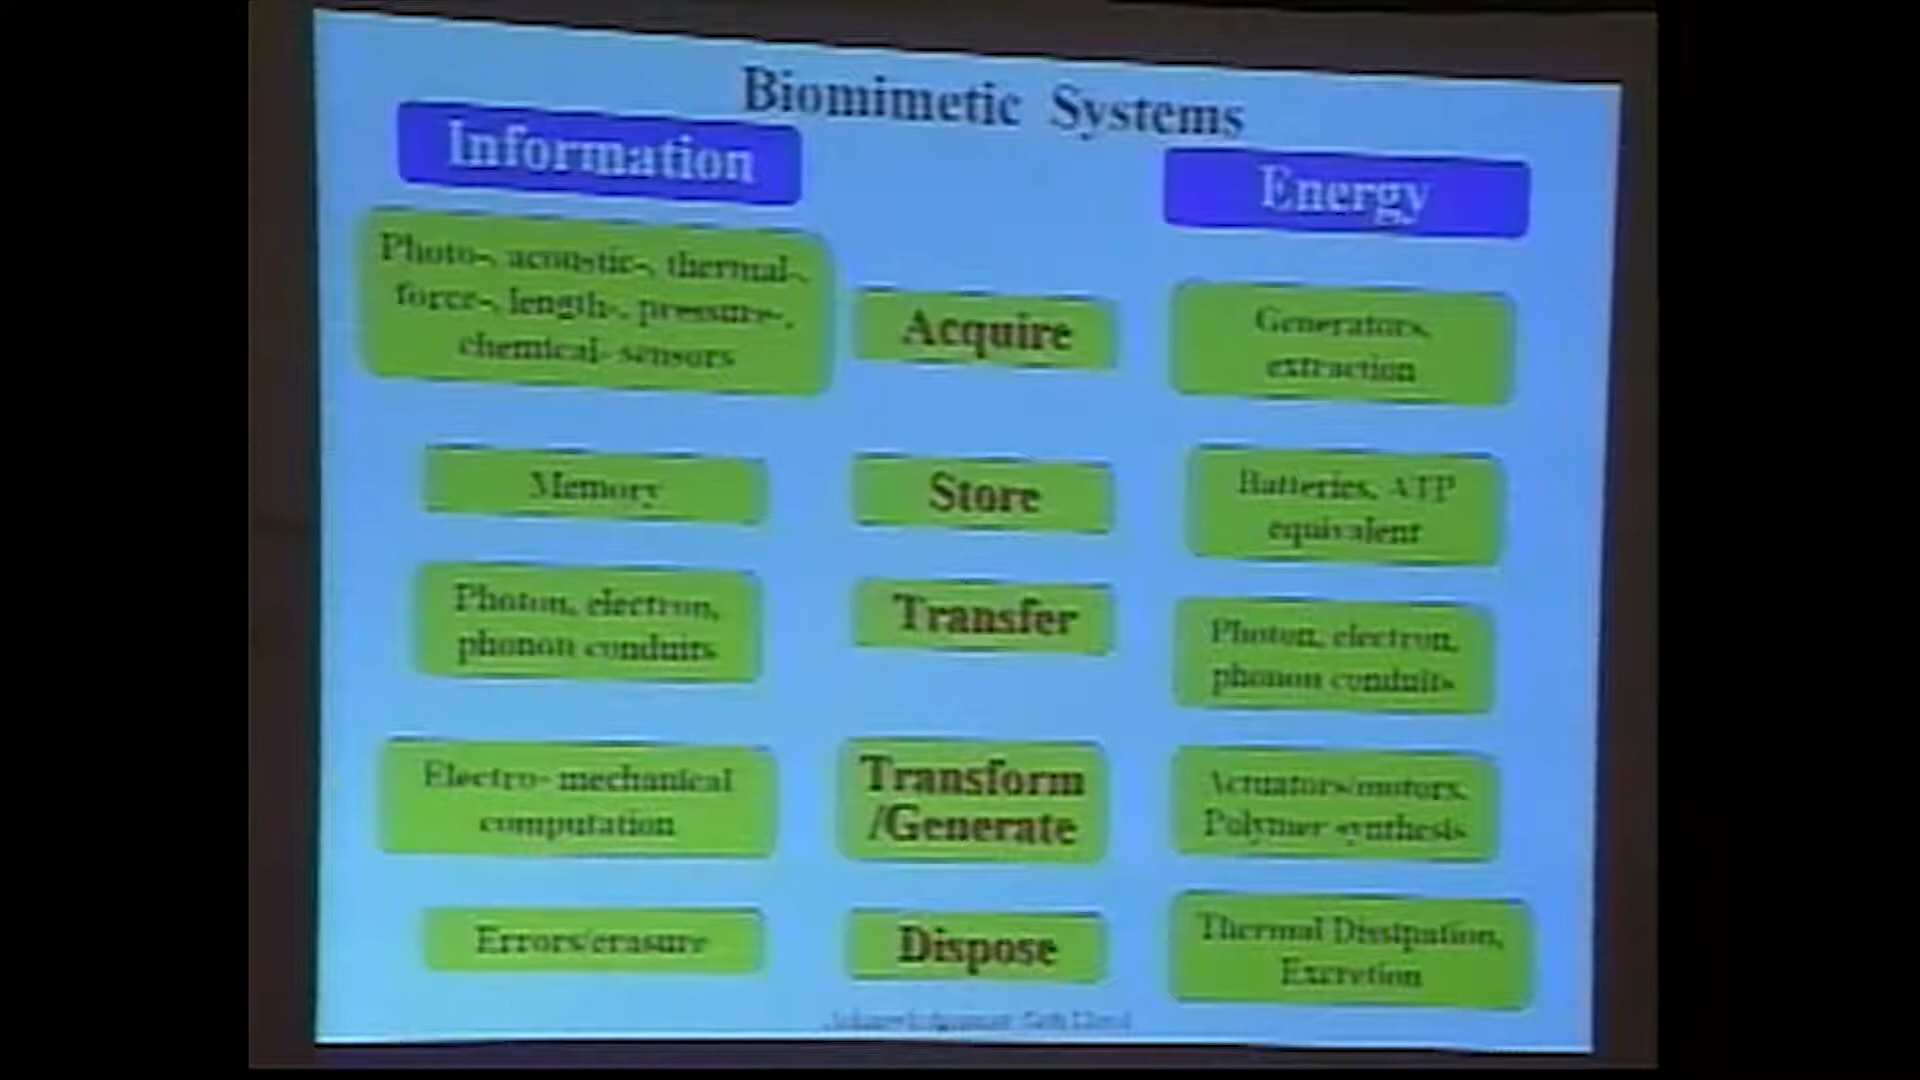 Biomimetic Systems
Information
Energy
Photo-, acoustic-, thermal-,
force-, length-, pressure-,
chemical- sensors
Acquire
Generators,
extraction
Memory
Store
Batteries, ATP
equivalent
Photon, electron,
phonon conduits
Transfer
Photon, electron,
phonon conduits
Electro- mechanical
computation
Transform
/Generate
Actuators/motors,
Polymer synthesis
Errors/erasure
Dispose
Thermal Dissipation,
Excretion